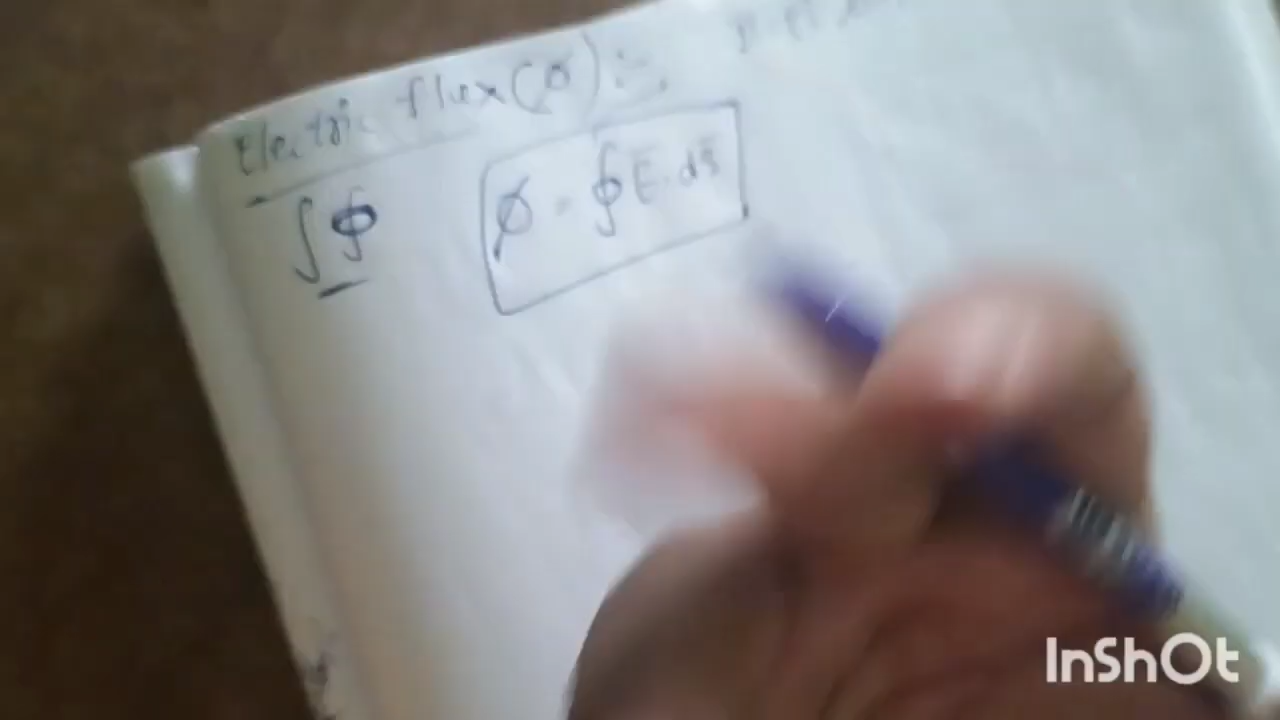 Electric flux(ø) :-
∫ ∮ ø = ∮ E̅ . ds̅
InShOt